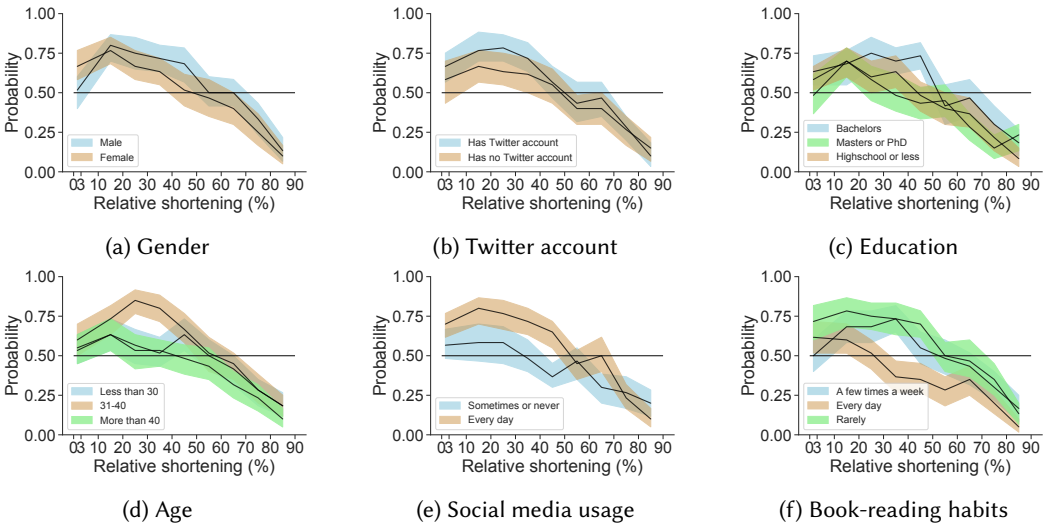 1.00
0.75
0.50
0.25
0.00
Probability
Male
Female
03 10 20 30 40 50 60 70 80 90
Relative shortening (%)
(a) Gender
1.00
0.75
0.50
0.25
0.00
Probability
Has Twitter account
Has no Twitter account
03 10 20 30 40 50 60 70 80 90
Relative shortening (%)
(b) Twitter account
1.00
0.75
0.50
0.25
0.00
Probability
Bachelors
Masters or PhD
Highschool or less
03 10 20 30 40 50 60 70 80 90
Relative shortening (%)
(c) Education
1.00
0.75
0.50
0.25
0.00
Probability
Less than 30
31-40
More than 40
03 10 20 30 40 50 60 70 80 90
Relative shortening (%)
(d) Age
1.00
0.75
0.50
0.25
0.00
Probability
Sometimes or never
Every day
03 10 20 30 40 50 60 70 80 90
Relative shortening (%)
(e) Social media usage
1.00
0.75
0.50
0.25
0.00
Probability
A few times a week
Every day
Rarely
03 10 20 30 40 50 60 70 80 90
Relative shortening (%)
(f) Book-reading habits